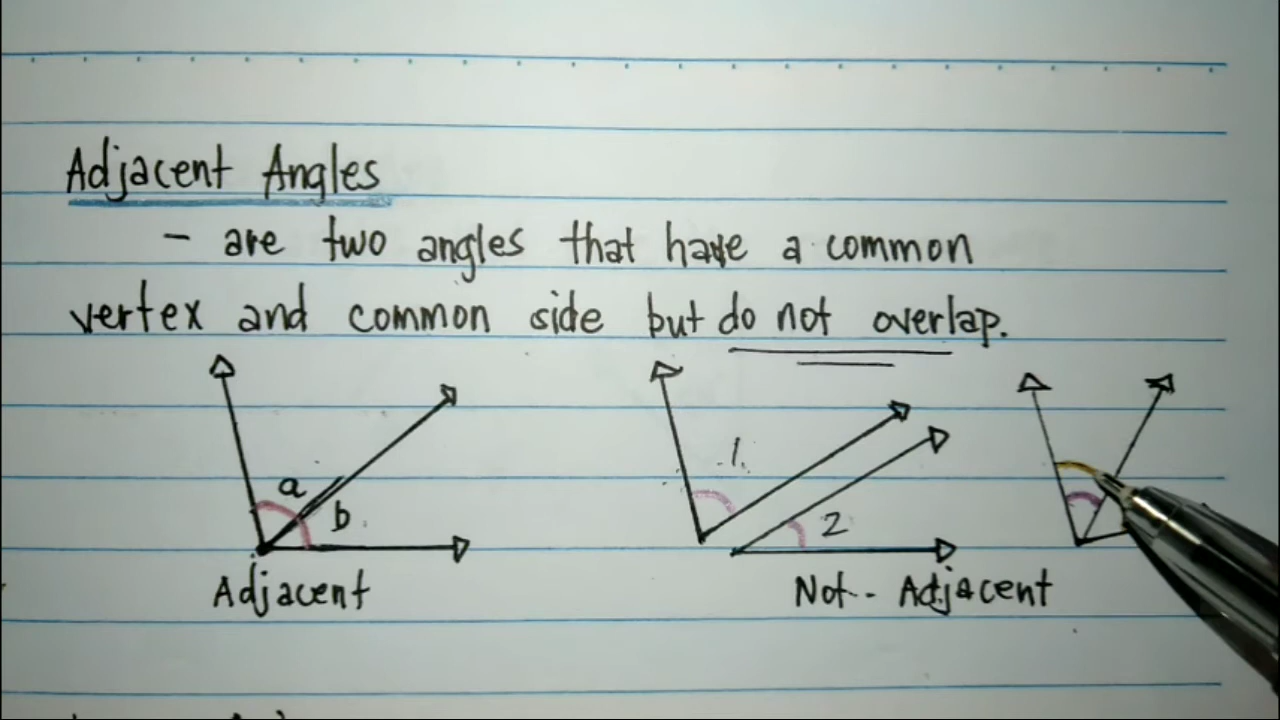 Adjacent Angles
- are two angles that have a common
vertex and common side but do not overlap.
a
b
1
2
Adjacent
Not - Adjacent